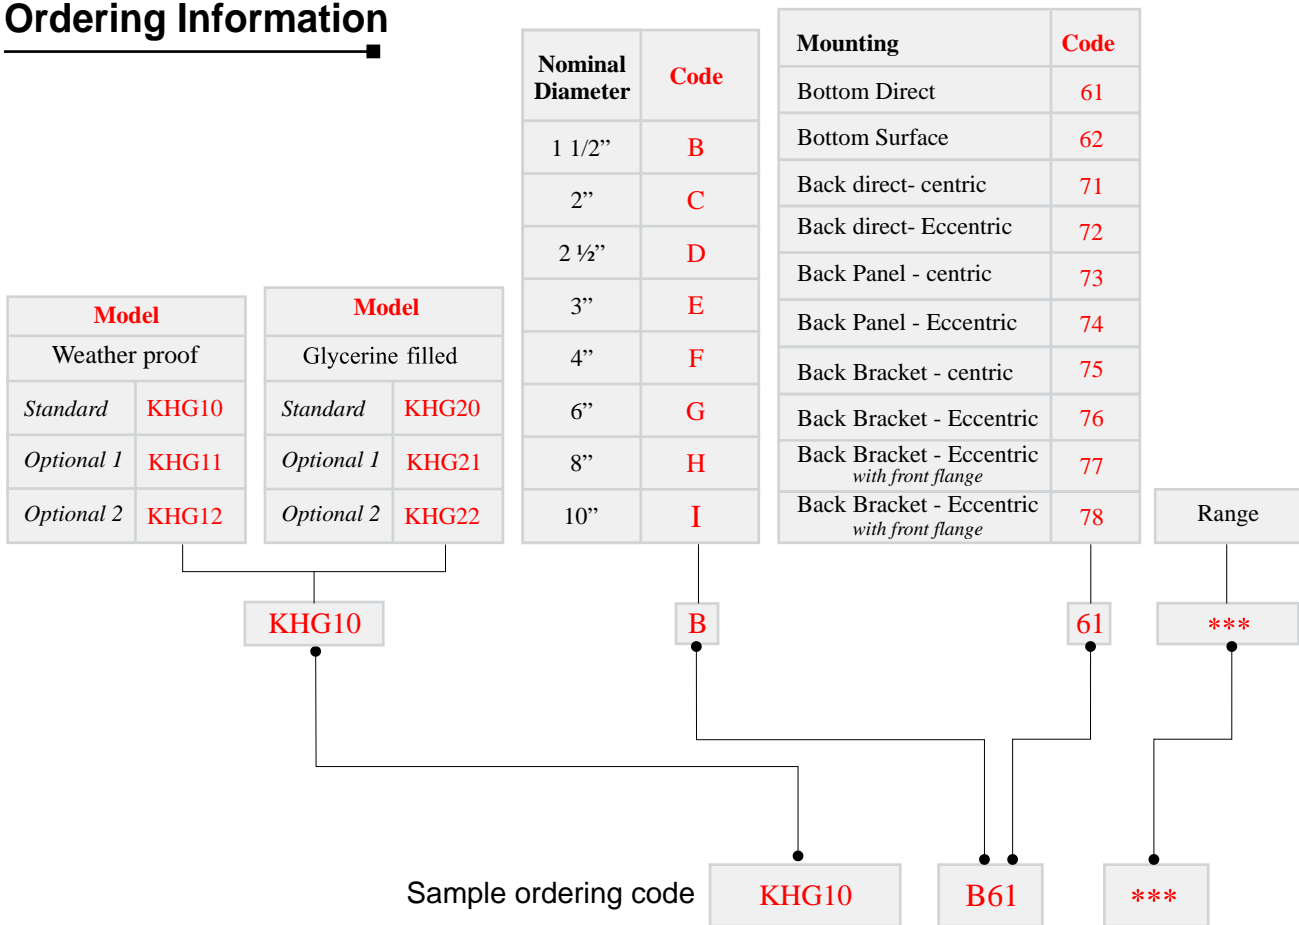 Ordering Information
Model
Weather proof
Standard KHG10
Optional 1 KHG11
Optional 2 KHG12
Model
Glycerine filled
Standard KHG20
Optional 1 KHG21
Optional 2 KHG22
Nominal
Diameter Code
1 1/2” B
2” C
2 ½” D
3” E
4” F
6” G
8” H
10” I
Mounting Code
Bottom Direct 61
Bottom Surface 62
Back direct- centric 71
Back direct- Eccentric 72
Back Panel - centric 73
Back Panel - Eccentric 74
Back Bracket - centric 75
Back Bracket - Eccentric 76
Back Bracket - Eccentric
with front flange 77
Back Bracket - Eccentric
with front flange 78
Range
KHG10 B 61 ***
Sample ordering code KHG10 B61 ***